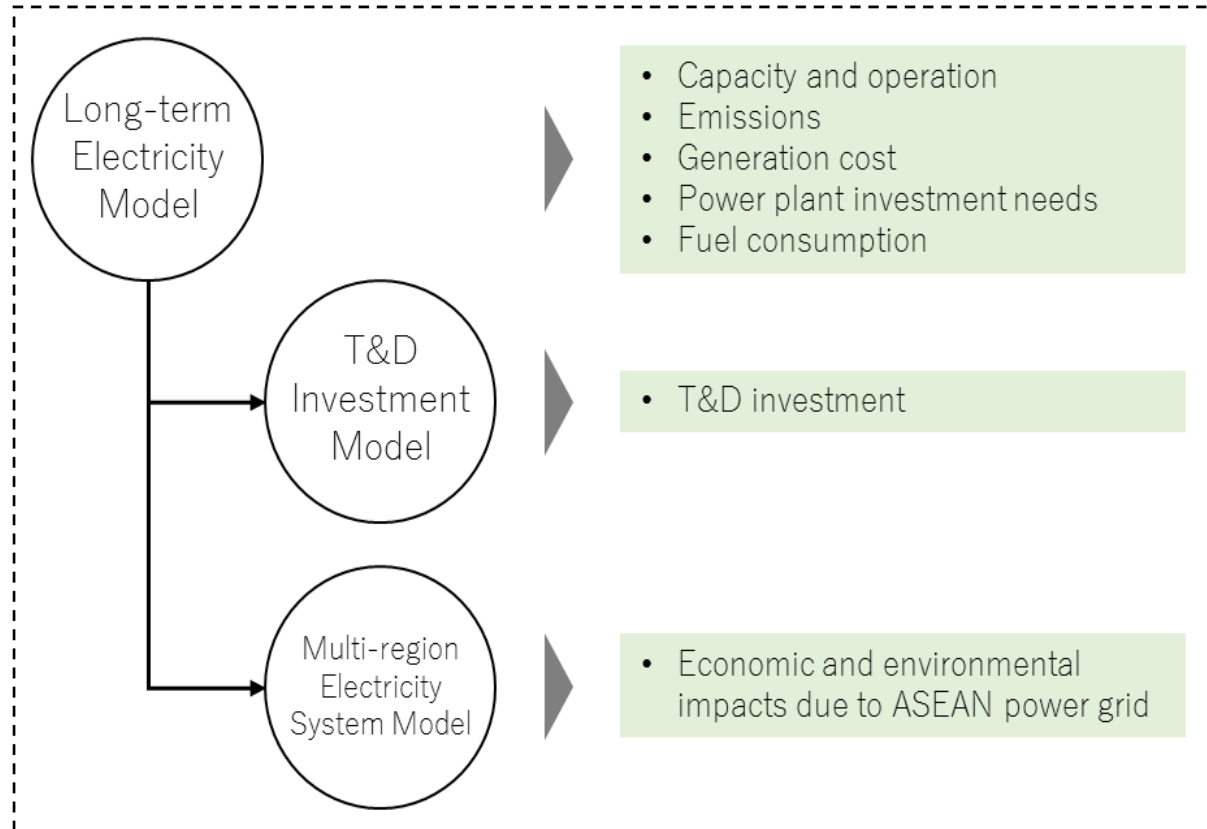 Long-term
Electricity
Model
• Capacity and operation
• Emissions
• Generation cost
• Power plant investment needs
• Fuel consumption
T&D
Investment
Model
• T&D investment
Multi-region
Electricity
System Model
• Economic and environmental
impacts due to ASEAN power grid